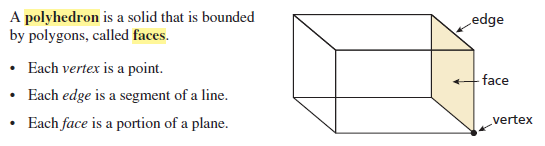 A polyhedron is a solid that is bounded
by polygons, called faces.
• Each vertex is a point.
• Each edge is a segment of a line.
• Each face is a portion of a plane.
edge
face
vertex